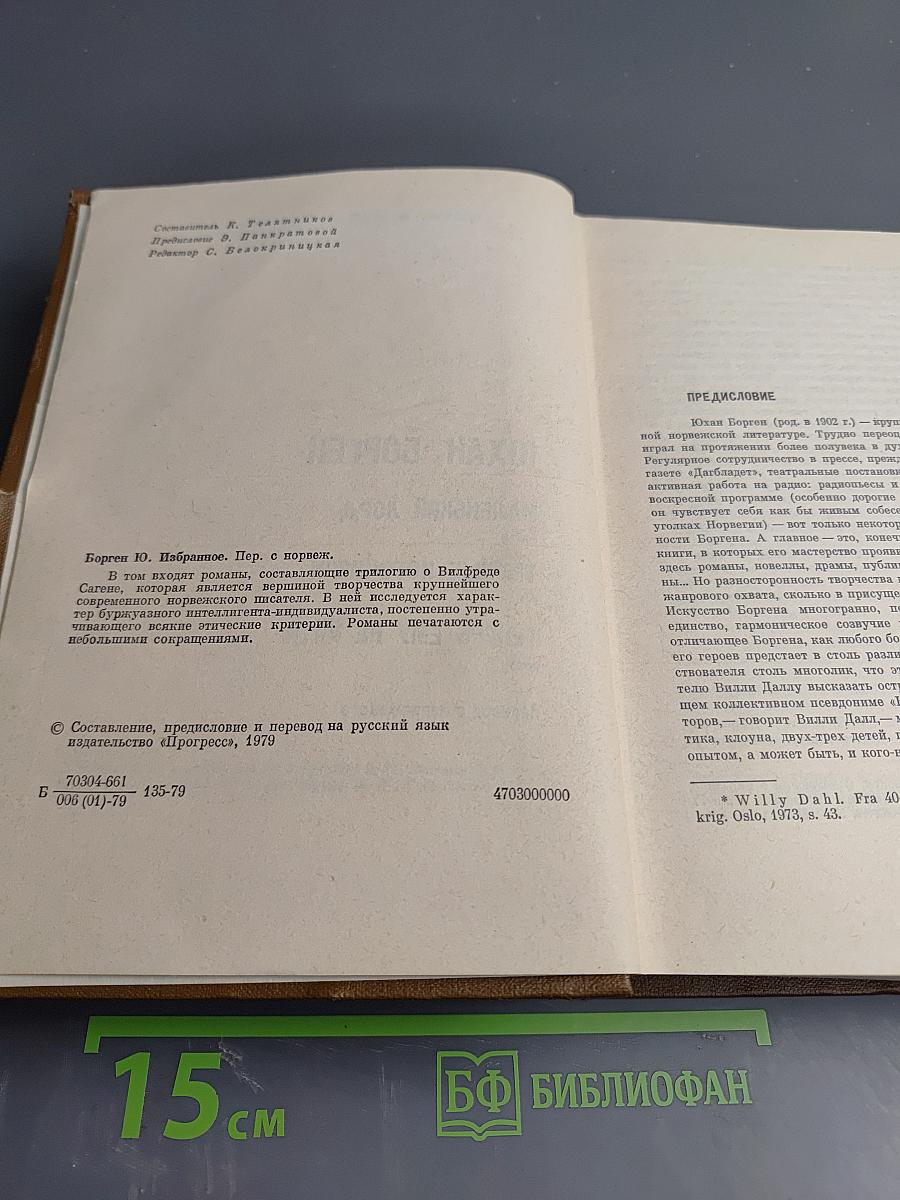 Составитель К. Телятников
Предисловие Э. Панкратовой
Редактор С. Белокриницкая
Борген Ю. Избранное. Пер. с норвеж.
В том входят романы, составляющие трилогию о Вилфреде
Сагене, которая является вершиной творчества крупнейшего
современного норвежского писателя. В ней исследуется харак-
тер буржуазного интеллигента-индивидуалиста, постепенно утра-
чивающего всякие этические критерии. Романы печатаются с
небольшими сокращениями.
© Составление, предисловие и перевод на русский язык
издательство «Прогресс», 1979
Б 70304-661
006 (01)-79 135-79
4703000000
ПРЕДИСЛОВИЕ
Юхан Борген (род. в 1902 г.) — круп
ной норвежской литературе. Трудно переоц
играл на протяжении более полувека в ду
Регулярное сотрудничество в прессе, прежд
газете «Дагбладет», театральные постановк
активная работа на радио: радиопьесы и
воскресной программе (особенно дорогие
он чувствует себя как бы живым собесе
уголках Норвегии) — вот только некотор
ности Боргена. А главное — это, конечн
книги, в которых его мастерство прояви
здесь романы, новеллы, драмы, публи
ны... Но разносторонность творчества
жанрового охвата, сколько в присуще
Искусство Боргена многогранно, по
единство, гармоническое созвучие
отличающее Боргена, как любого бо
его героев предстает в столь разли
ствователя столь многолик, что эт
телю Вилли Даллу высказать остр
щем коллективном псевдониме «
торов,— говорит Вилли Далл,— м
тика, клоуна, двух-трех детей, п
опытом, а может быть, и кого-н
* Willy Dahl. Fra 40-
krig. Oslo, 1973, s. 43.
15 см
БФ БИБЛИОФАН